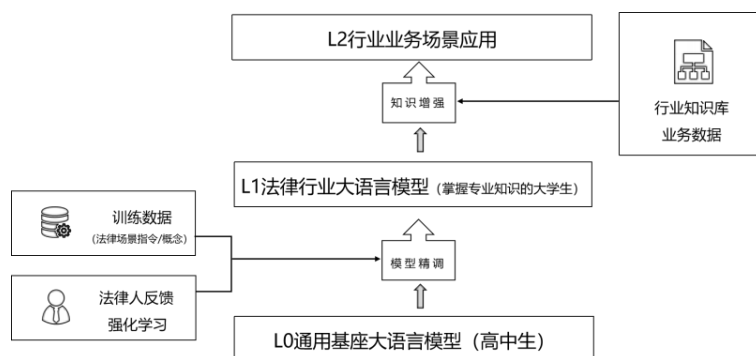 L2行业业务场景应用
知识增强
行业知识库
业务数据
L1法律行业大语言模型（掌握专业知识的大学生）
训练数据
(法律场景指令/概念)
模型精调
法律人反馈
强化学习
L0通用基座大语言模型（高中生）